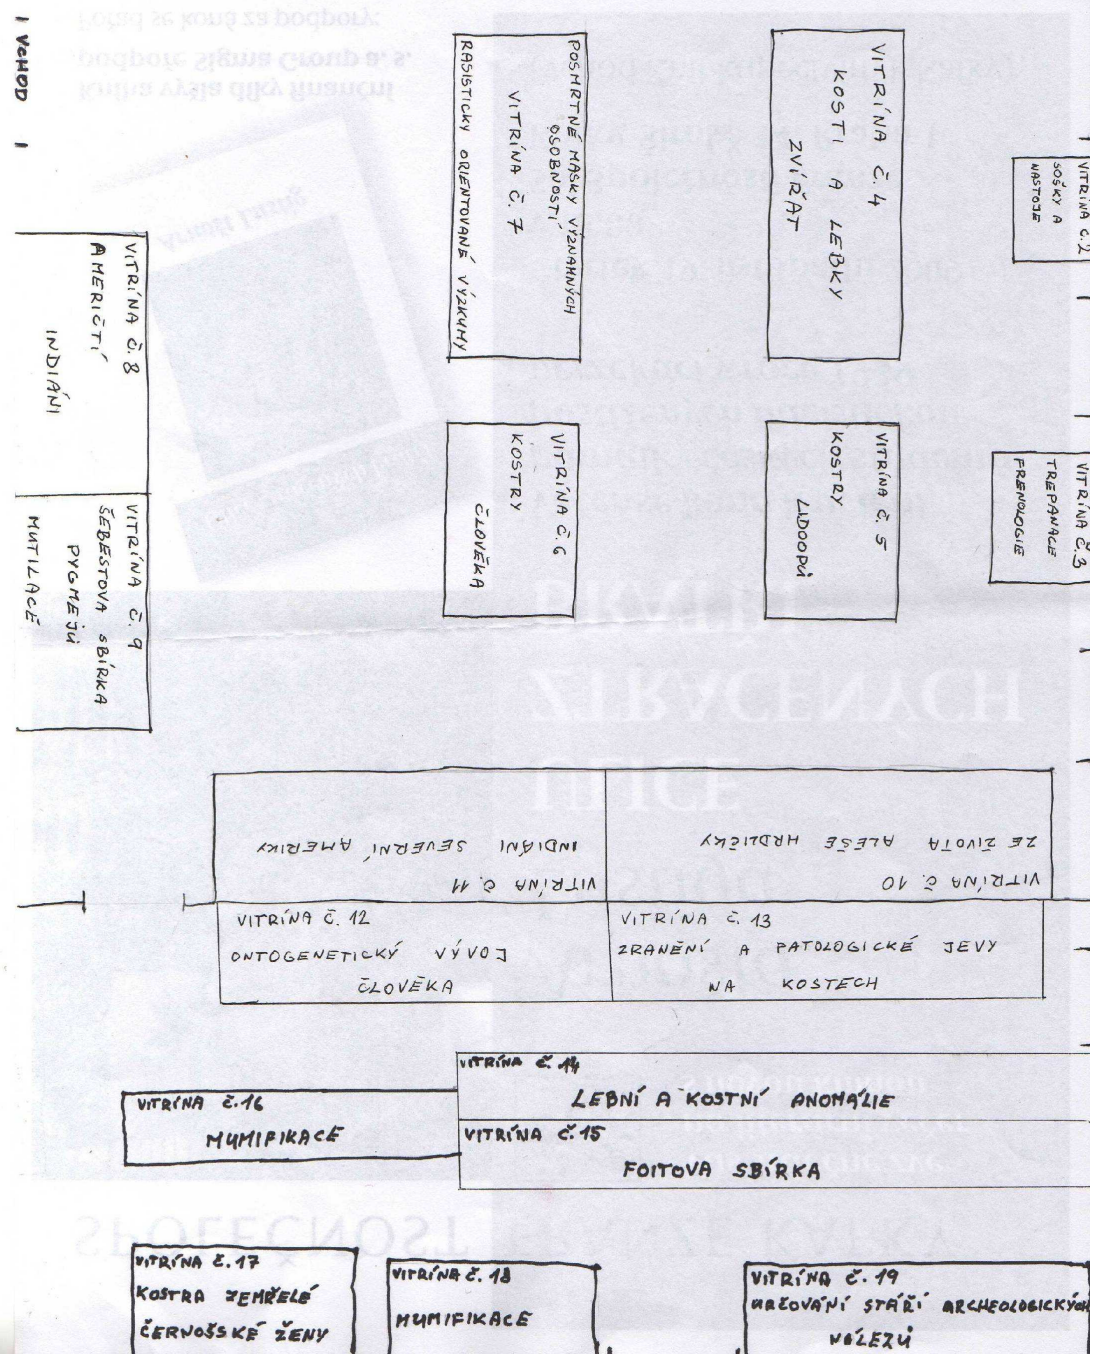 VCHOD
VITRÍNA Č.2
SOŠKY A
NASTOJE
VITRÍNA Č.3
TREPANACE
FRENOLOGIE
VITRÍNA Č.4
KOSTI A LEBKY
ZVÍŘAT
VITRÍNA Č.5
KOSTRY
LIDOOPŮ
VITRÍNA Č.6
KOSTRY
ČLOVĚKA
POSMRTNÉ MASKY VÝZNAMNÝCH
OSOBNOSTÍ
VITRÍNA Č.7
RASISTICKY ORIENTOVANÉ VÝZKUMY
VITRÍNA Č.8
AMERIČTÍ
INDIÁNI
VITRÍNA Č.9
ŠEBESTOVA SBÍRKA
PYGMEJŮ
MUTILACE
VITRÍNA Č.10
ZE ŽIVOTA ALEŠE HRDLIČKY
VITRÍNA Č.11
INDIÁNI SEVERNÍ AMERIKY
VITRÍNA Č.12
ONTOGENETICKÝ VÝVOJ
ČLOVĚKA
VITRÍNA Č.13
ZRANĚNÍ A PATOLOGICKÉ JEVY
NA KOSTECH
VITRÍNA Č.14
LEBNÍ A KOSTNÍ ANOMÁLIE
VITRÍNA Č.15
FOITOVA SBÍRKA
VITRÍNA Č.16
MUMIFIKACE
VITRÍNA Č.17
KOSTRA ZEMŘELÉ
ČERNOŠSKÉ ŽENY
VITRÍNA Č.18
MUMIFIKACE
VITRÍNA Č.19
URČOVÁNÍ STÁŘÍ ARCHEOLOGICKÝCH
NÁLEZŮ